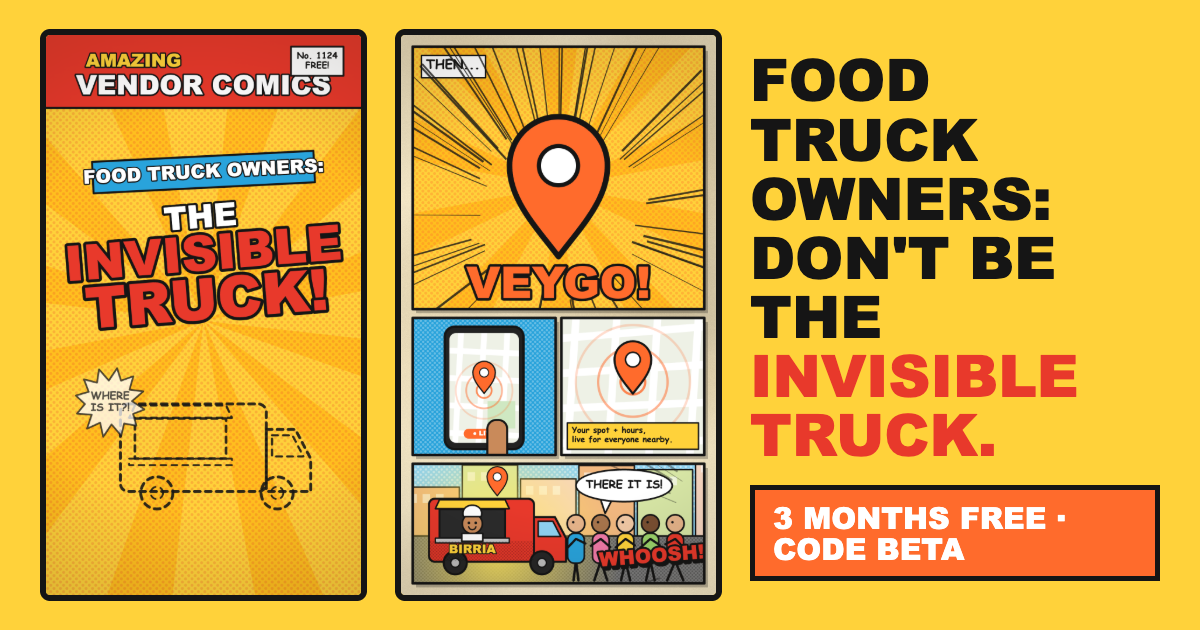 AMAZING
VENDOR COMICS
No. 1124
FREE!
FOOD TRUCK OWNERS:
THE
INVISIBLE
TRUCK!
WHERE
IS IT?!
THEN...
VEYGO!
Your spot + hours,
live for everyone nearby.
THERE IT IS!
BIRRIA
WHOOSH!
FOOD
TRUCK
OWNERS:
DON'T BE
THE
INVISIBLE
TRUCK.
3 MONTHS FREE ·
CODE BETA